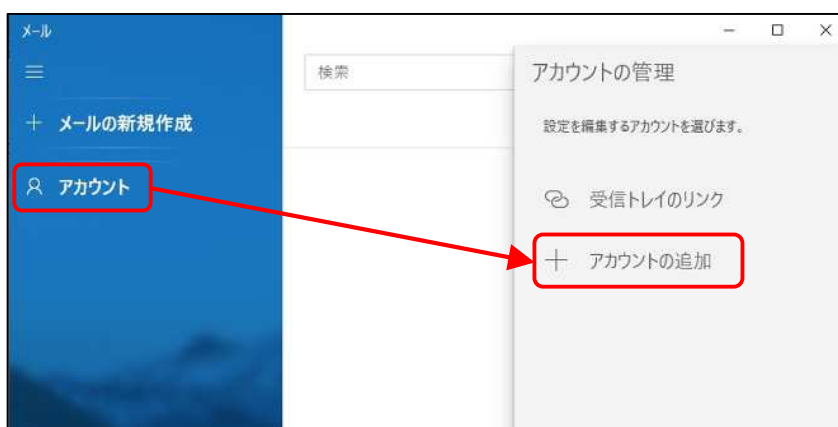 メール
検索
アカウントの管理
メールの新規作成
設定を編集するアカウントを選びます。
アカウント
受信トレイのリンク
アカウントの追加